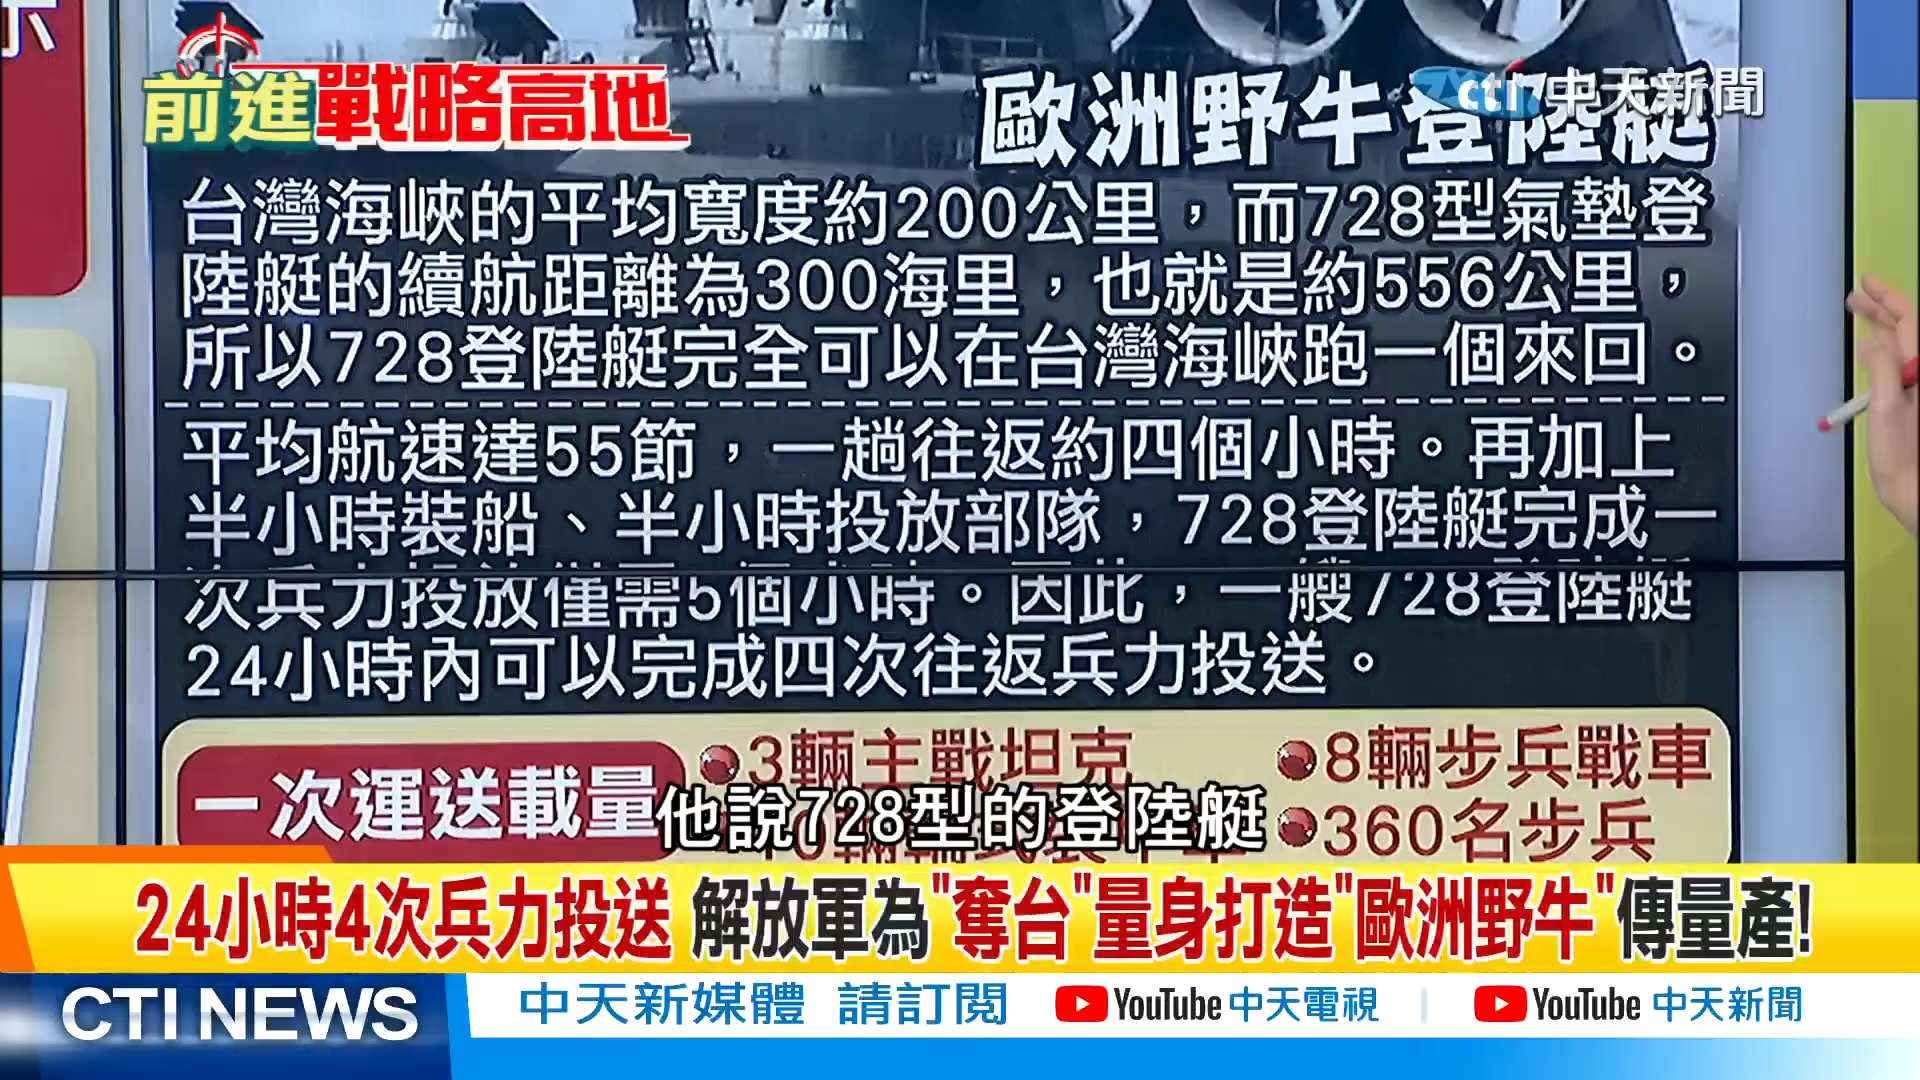 示
前進戰略高地
歐洲野牛登陸艇
cti 中天新聞
台灣海峽的平均寬度約200公里，而728型氣墊登
陸艇的續航距離為300海里，也就是約556公里，
所以728登陸艇完全可以在台灣海峽跑一個來回。
平均航速達55節，一趟往返約四個小時。再加上
半小時裝船、半小時投放部隊，728登陸艇完成一
次兵力投放僅需5個小時。因此，一艘728登陸艇
24小時內可以完成四次往返兵力投送。
一次運送載量
3輛主戰坦克
8輛步兵戰車
360名步兵
他說728型的登陸艇
24小時4次兵力投送 解放軍為"奪台"量身打造"歐洲野牛"傳量產!
CTI NEWS
中天新媒體 請訂閱 YouTube 中天電視 | YouTube 中天新聞